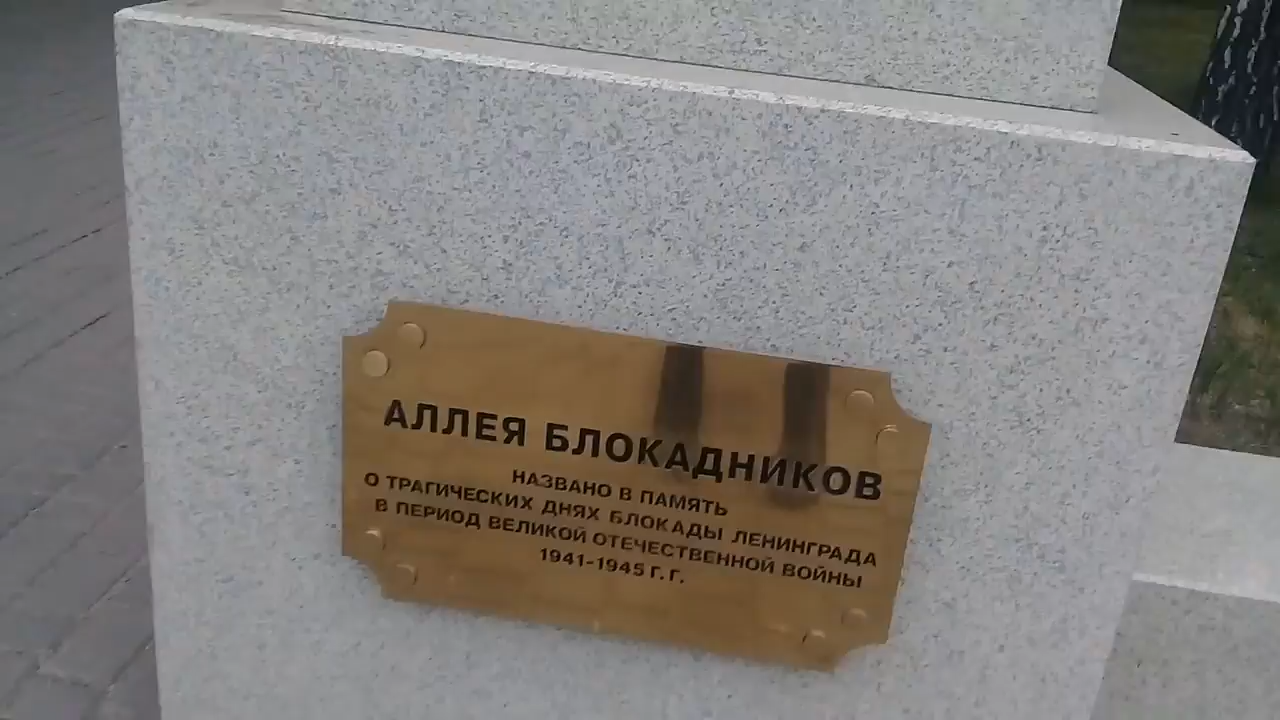 АЛЛЕЯ БЛОКАДНИКОВ
НАЗВАНО В ПАМЯТЬ
О ТРАГИЧЕСКИХ ДНЯХ БЛОКАДЫ ЛЕНИНГРАДА
В ПЕРИОД ВЕЛИКОЙ ОТЕЧЕСТВЕННОЙ ВОЙНЫ
1941-1945 Г. Г.